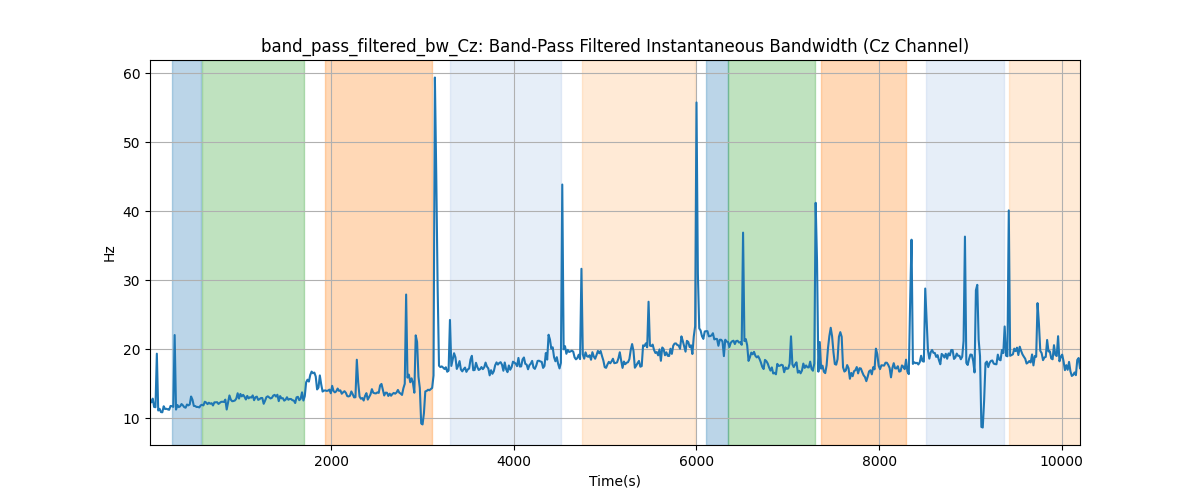 band_pass_filtered_bw_Cz: Band-Pass Filtered Instantaneous Bandwidth (Cz Channel)
60
50
40
30
20
10
Hz
2000 4000 6000 8000 10000
Time(s)